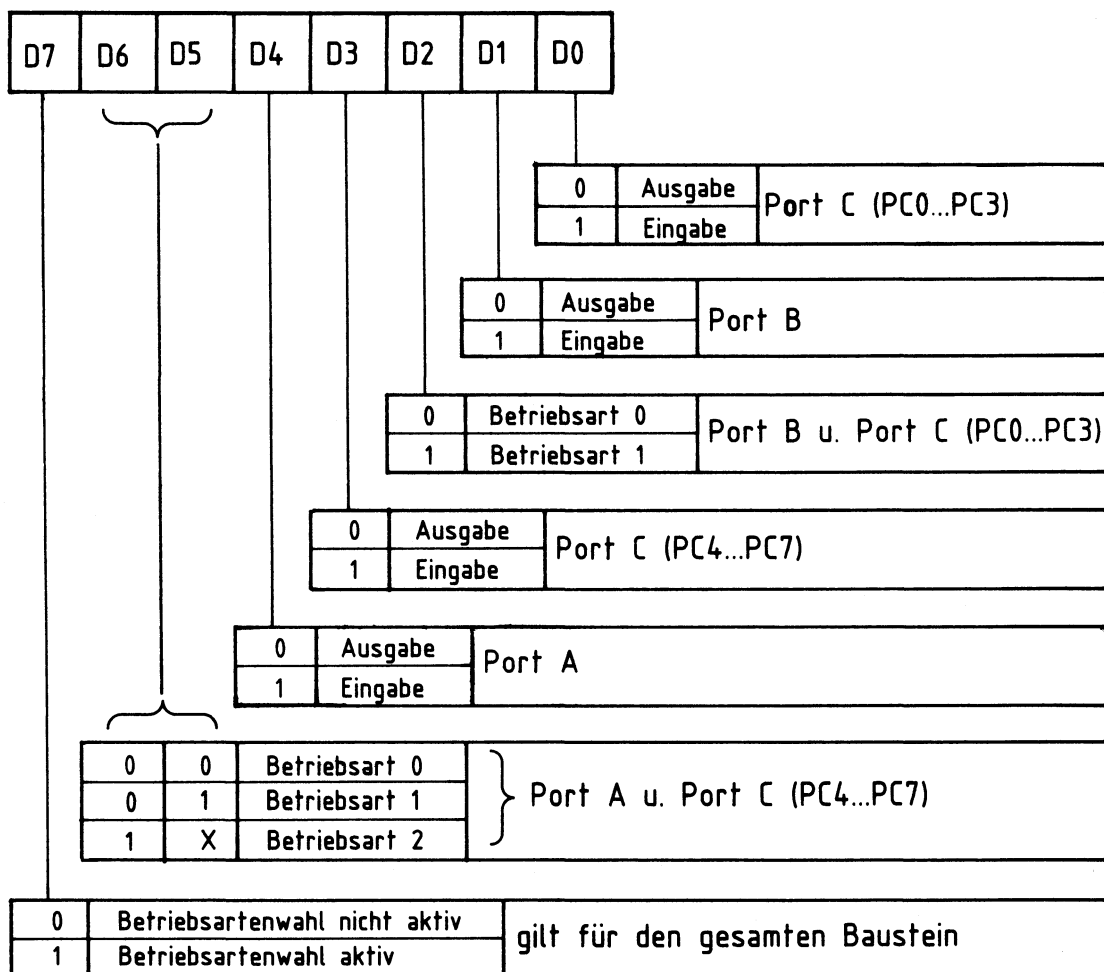 D7 D6 D5 D4 D3 D2 D1 D0
0 Ausgabe Port C (PC0...PC3)
1 Eingabe
0 Ausgabe Port B
1 Eingabe
0 Betriebsart 0 Port B u. Port C (PC0...PC3)
1 Betriebsart 1
0 Ausgabe Port C (PC4...PC7)
1 Eingabe
0 Ausgabe Port A
1 Eingabe
0 0 Betriebsart 0
0 1 Betriebsart 1 Port A u. Port C (PC4...PC7)
1 X Betriebsart 2
0 Betriebsartenwahl nicht aktiv gilt für den gesamten Baustein
1 Betriebsartenwahl aktiv